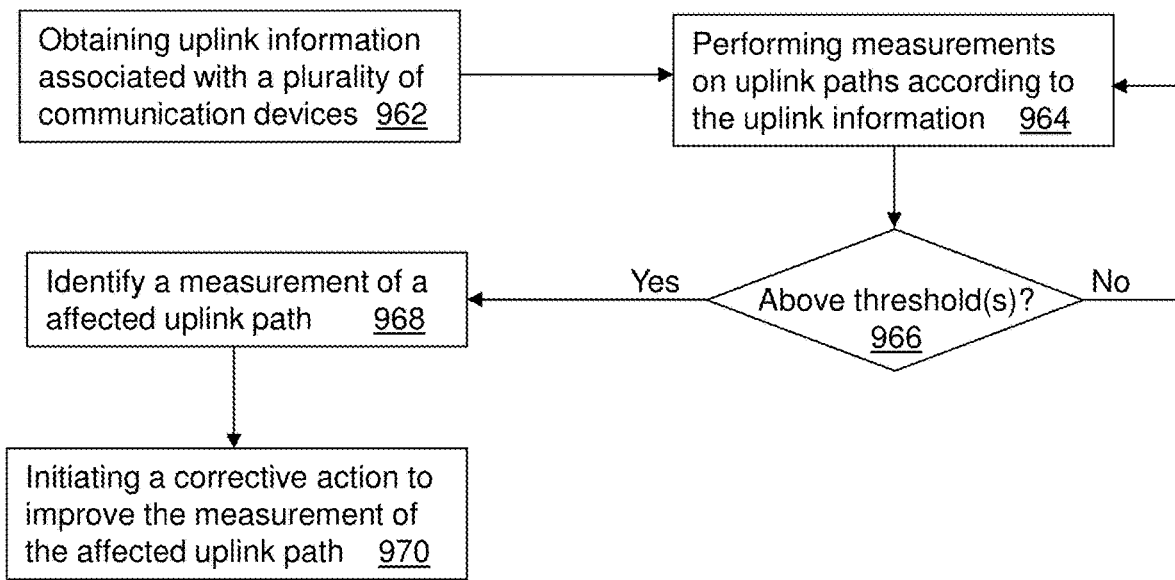 Obtaining uplink information
associated with a plurality of
communication devices 962
Performing measurements
on uplink paths according to
the uplink information 964
Above threshold(s)?
966
Yes
No
Identify a measurement of a
affected uplink path 968
Initiating a corrective action to
improve the measurement of
the affected uplink path 970